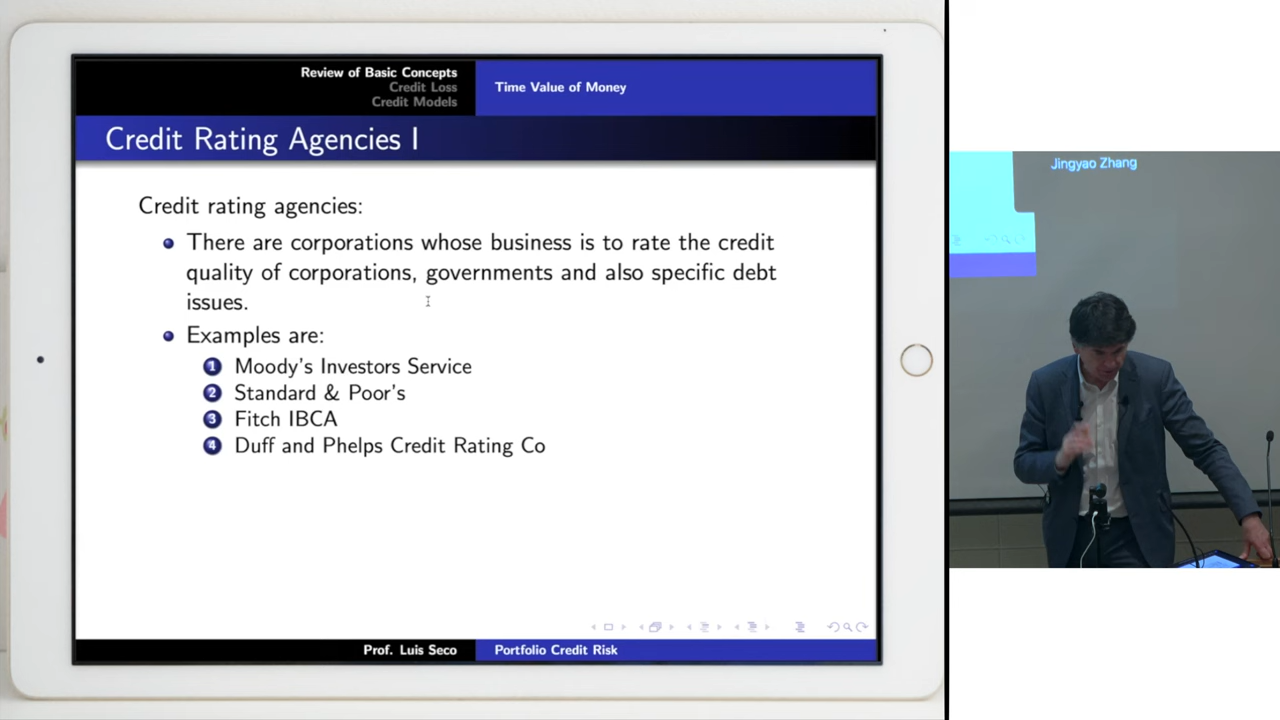 Review of Basic Concepts
Credit Loss
Credit Models
Time Value of Money
Credit Rating Agencies I
Credit rating agencies:
There are corporations whose business is to rate the credit
quality of corporations, governments and also specific debt
issues.
Examples are:
1 Moody's Investors Service
2 Standard & Poor's
3 Fitch IBCA
4 Duff and Phelps Credit Rating Co
Prof. Luis Seco
Portfolio Credit Risk
Jingyao Zhang